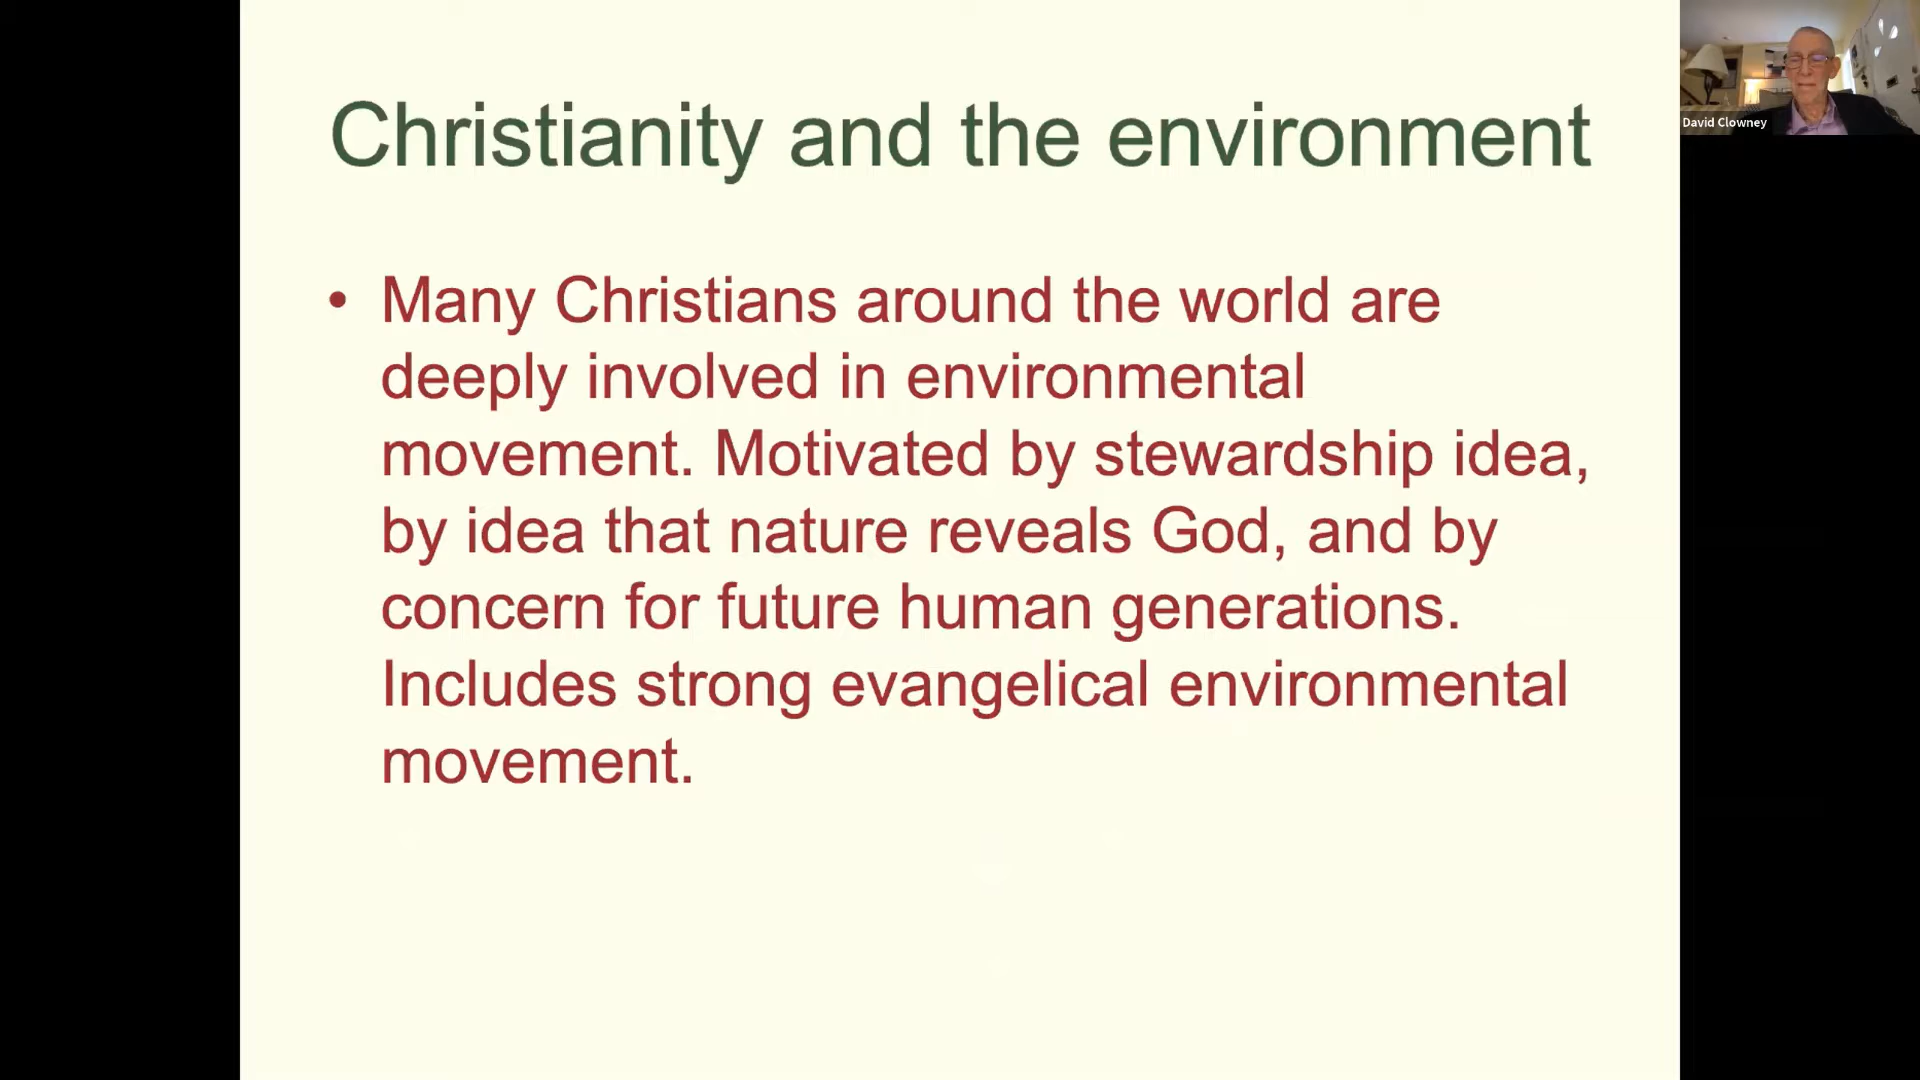 Christianity and the environment
• Many Christians around the world are
deeply involved in environmental
movement. Motivated by stewardship idea,
by idea that nature reveals God, and by
concern for future human generations.
Includes strong evangelical environmental
movement.
David Clowney